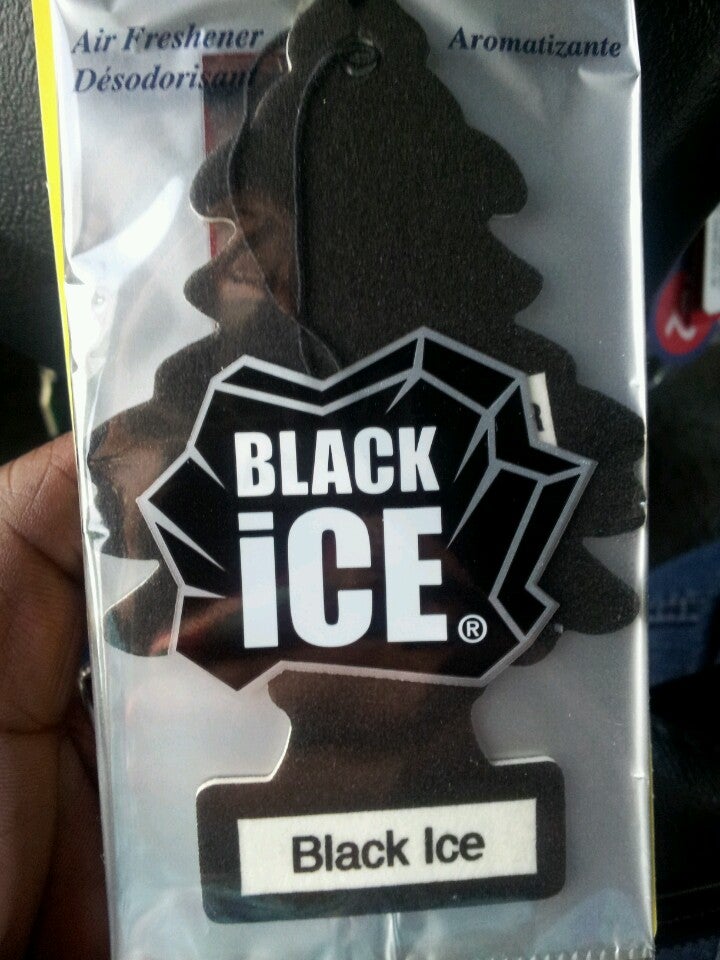 Air Freshener
Aromatizante
Désodorisant
BLACK
iCE®
Black Ice